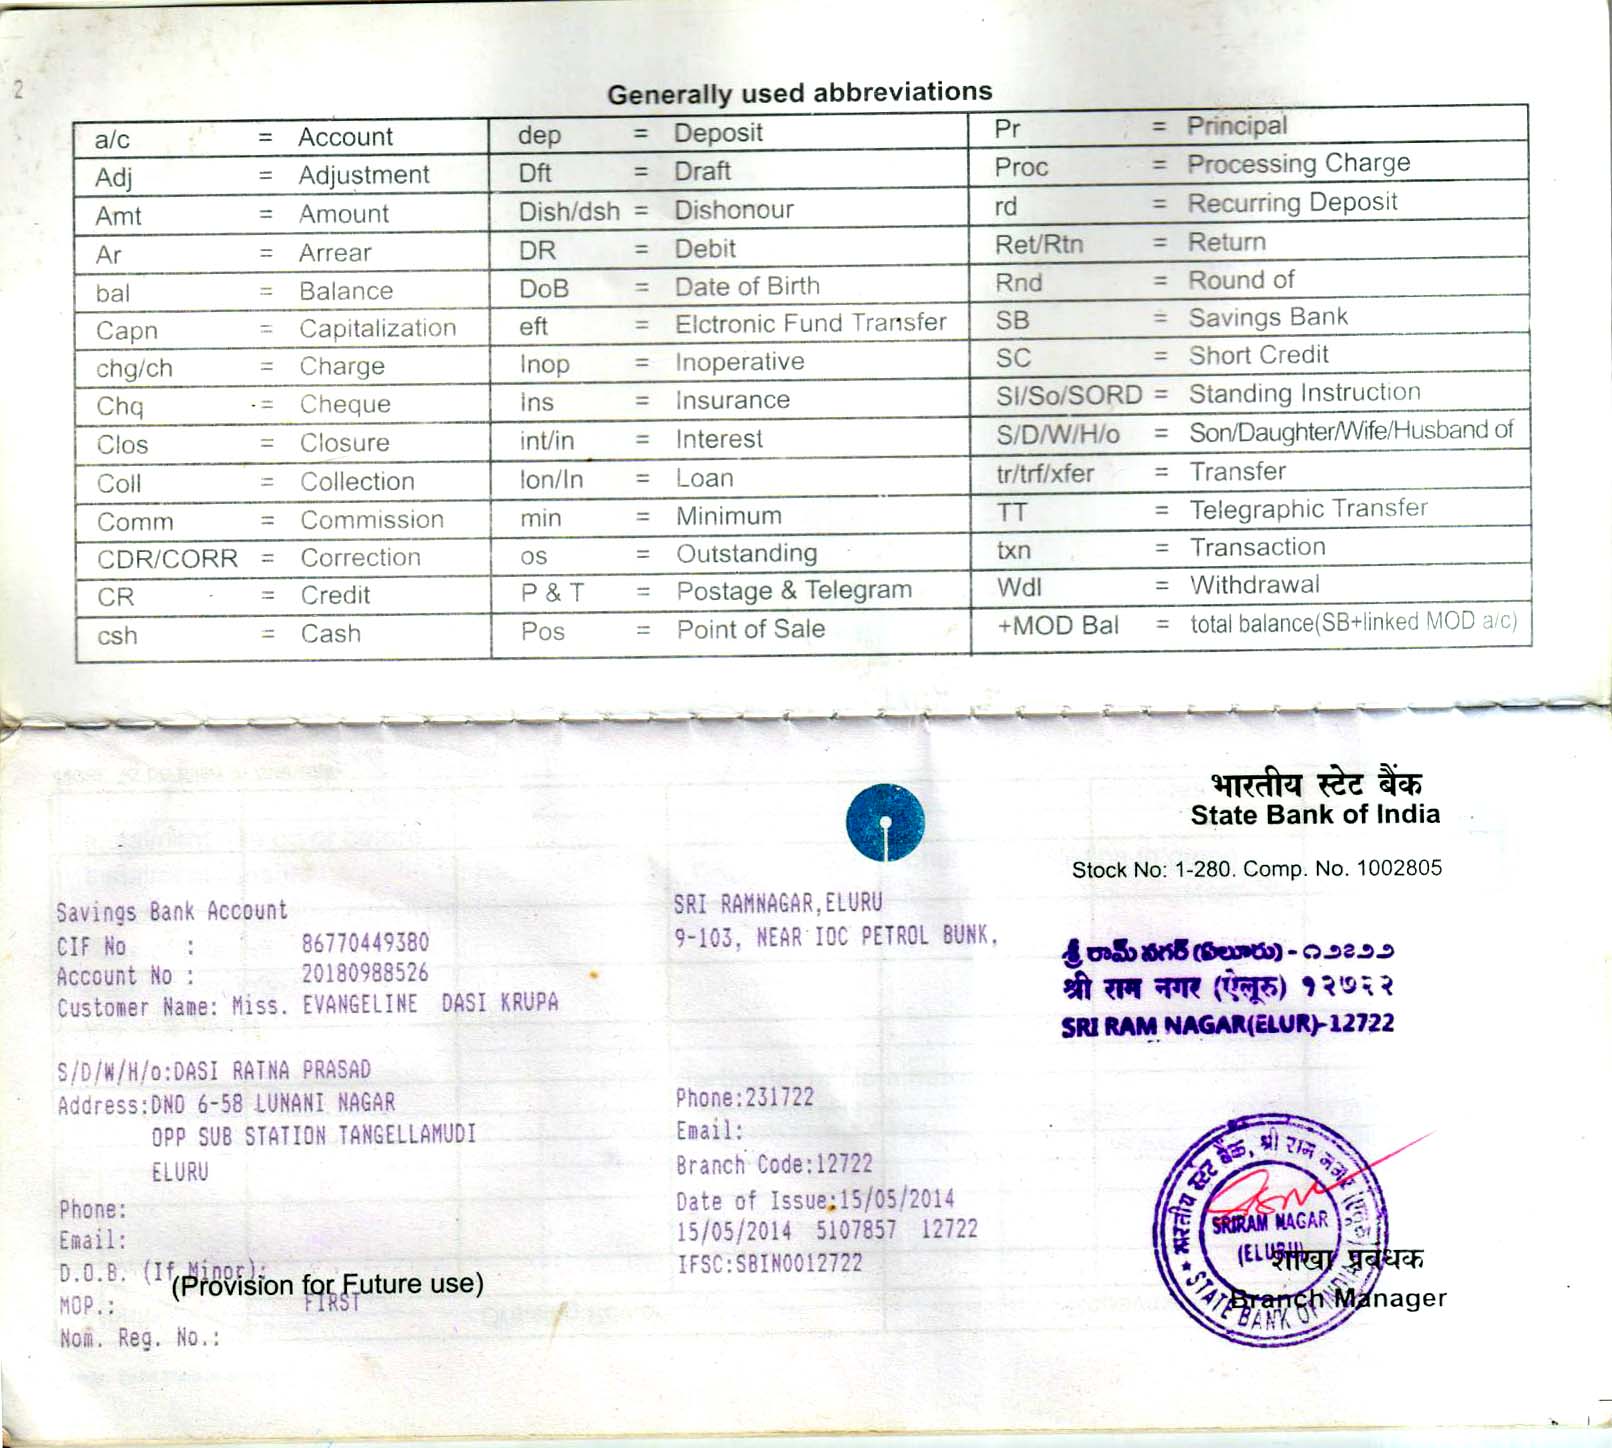 2
Generally used abbreviations
a/c = Account dep = Deposit Pr = Principal
Adj = Adjustment Dft = Draft Proc = Processing Charge
Amt = Amount Dish/dsh = Dishonour rd = Recurring Deposit
Ar = Arrear DR = Debit Ret/Rtn = Return
bal = Balance DoB = Date of Birth Rnd = Round of
Capn = Capitalization eft = Elctronic Fund Transfer SB = Savings Bank
chg/ch = Charge Inop = Inoperative SC = Short Credit
Chq = Cheque Ins = Insurance SI/So/SORD = Standing Instruction
Clos = Closure int/in = Interest S/D/W/H/o = Son/Daughter/Wife/Husband of
Coll = Collection lon/ln = Loan tr/trf/xfer = Transfer
Comm = Commission min = Minimum TT = Telegraphic Transfer
CDR/CORR = Correction os = Outstanding txn = Transaction
CR = Credit P & T = Postage & Telegram Wdl = Withdrawal
csh = Cash Pos = Point of Sale +MOD Bal = total balance(SB+linked MOD a/c)
भारतीय स्टेट बैंक
State Bank of India
Stock No: 1-280. Comp. No. 1002805
Savings Bank Account
CIF No : 86770449380
Account No : 20180988526
Customer Name: Miss. EVANGELINE DASI KRUPA
S/D/W/H/o:DASI RATNA PRASAD
Address:DNO 6-58 LUNANI NAGAR
OPP SUB STATION TANGELLAMUDI
ELURU
Phone:
Email:
D.O.B. (If Minor):
(Provision for Future use)
MOP.: FIRST
Nom. Reg. No.:
SRI RAMNAGAR,ELURU
9-103, NEAR IOC PETROL BUNK,
Phone:231722
Email:
Branch Code:12722
Date of Issue:15/05/2014
15/05/2014 5107857 12722
IFSC:SBIN0012722
శ్రీ రామ్ నగర్ (ఏలూరు) - ౧౨౭౨౨
श्री राम नगर (ऐलूरु) १२७६२
SRI RAM NAGAR(ELUR)-12722
भारतीय स्टेट बैंक, श्री राम नगर
SRIRAM NAGAR
(ELURU)
STATE BANK OF INDIA
शाखा प्रबंधक
Branch Manager